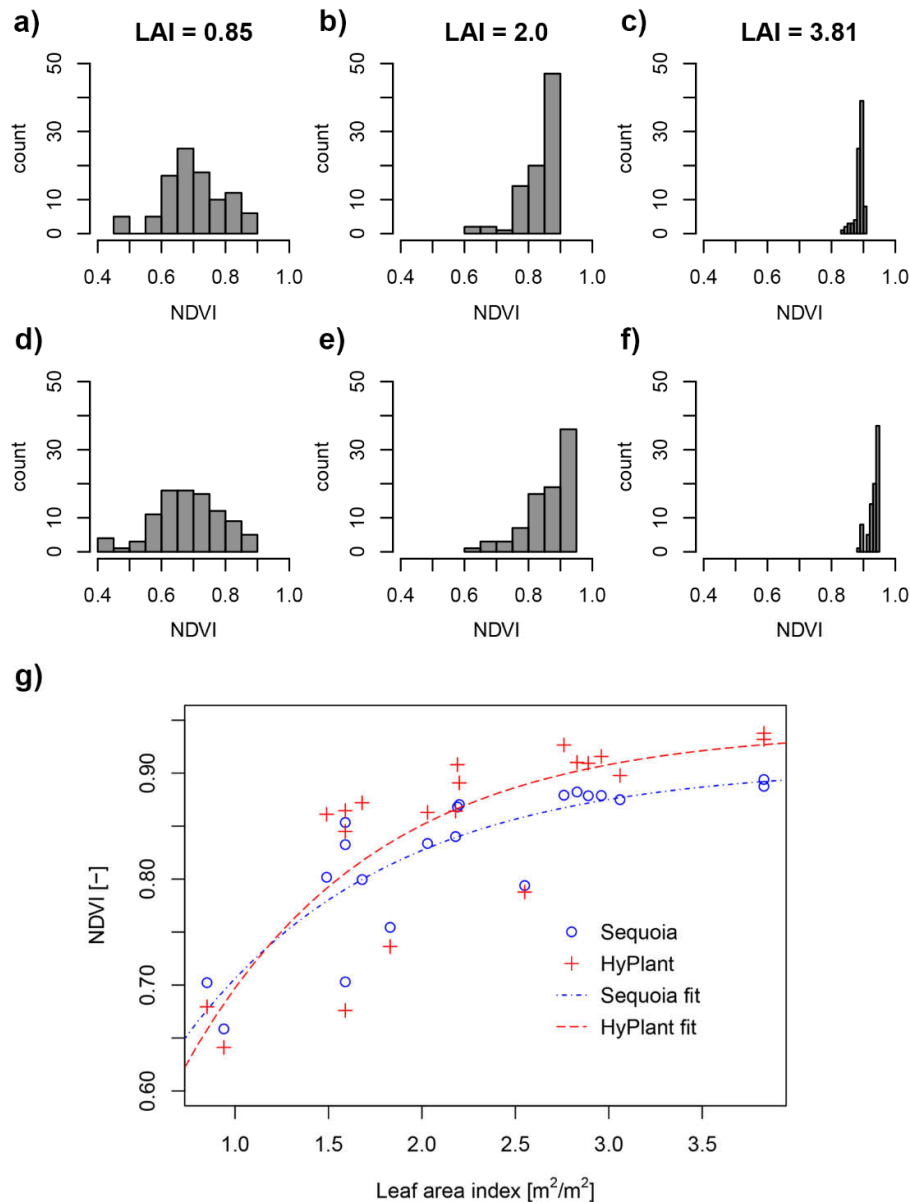 a) LAI = 0.85
b) LAI = 2.0
c) LAI = 3.81
count
0 10 30 50
0.4 0.6 0.8 1.0
NDVI
count
0 10 30 50
0.4 0.6 0.8 1.0
NDVI
count
0 10 30 50
0.4 0.6 0.8 1.0
NDVI
d)
e)
f)
count
0 10 30 50
0.4 0.6 0.8 1.0
NDVI
count
0 10 30 50
0.4 0.6 0.8 1.0
NDVI
count
0 10 30 50
0.4 0.6 0.8 1.0
NDVI
g)
NDVI [−]
0.60 0.70 0.80 0.90
Sequoia
HyPlant
Sequoia fit
HyPlant fit
1.0 1.5 2.0 2.5 3.0 3.5
Leaf area index [m²/m²]